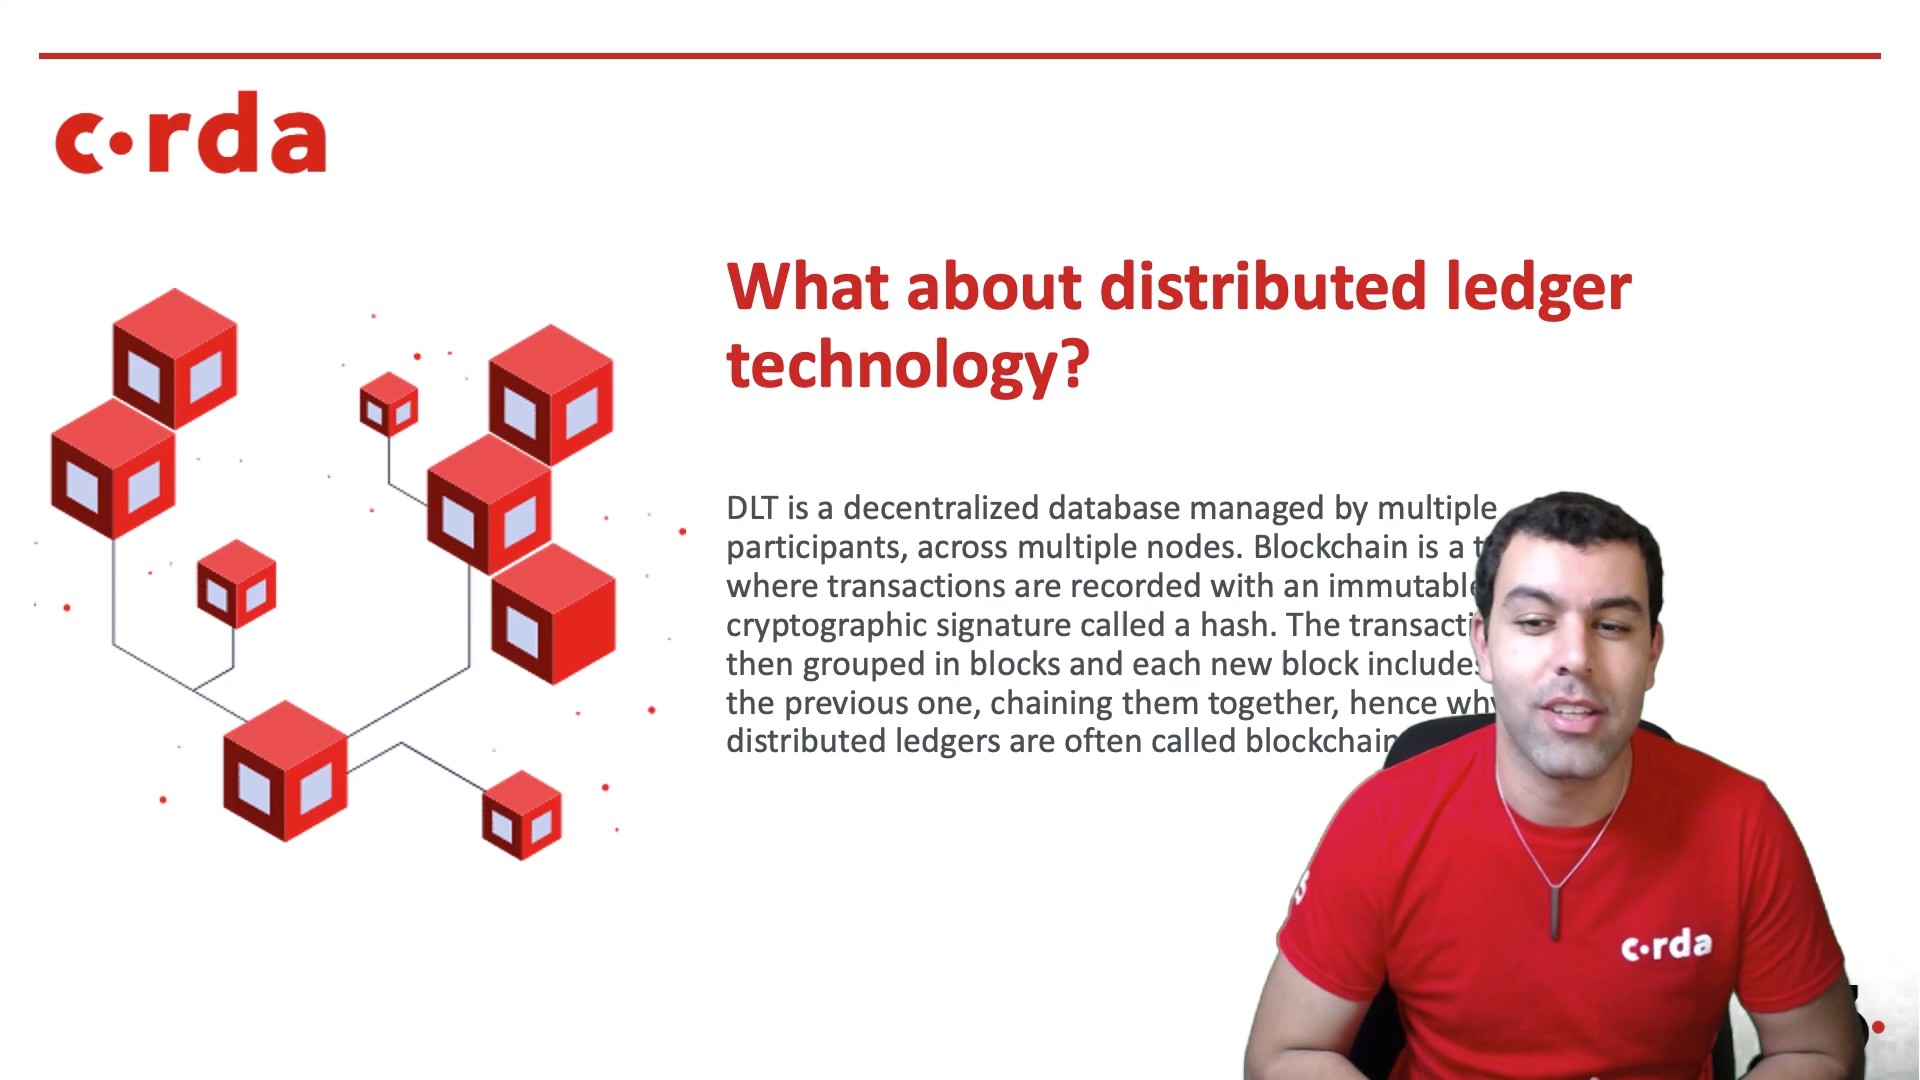 c·rda
What about distributed ledger
technology?
DLT is a decentralized database managed by multiple
participants, across multiple nodes. Blockchain is a
where transactions are recorded with an immutable
cryptographic signature called a hash. The
then grouped in blocks and each new block includes
the previous one, chaining them together, hence why
distributed ledgers are often called
c·rda